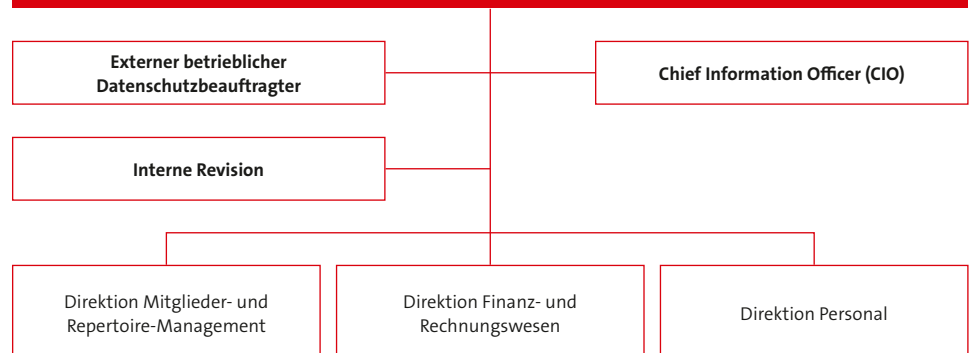 Externer betrieblicher
Datenschutzbeauftragter
Chief Information Officer (CIO)
Interne Revision
Direktion Mitglieder- und
Repertoire-Management
Direktion Finanz- und
Rechnungswesen
Direktion Personal